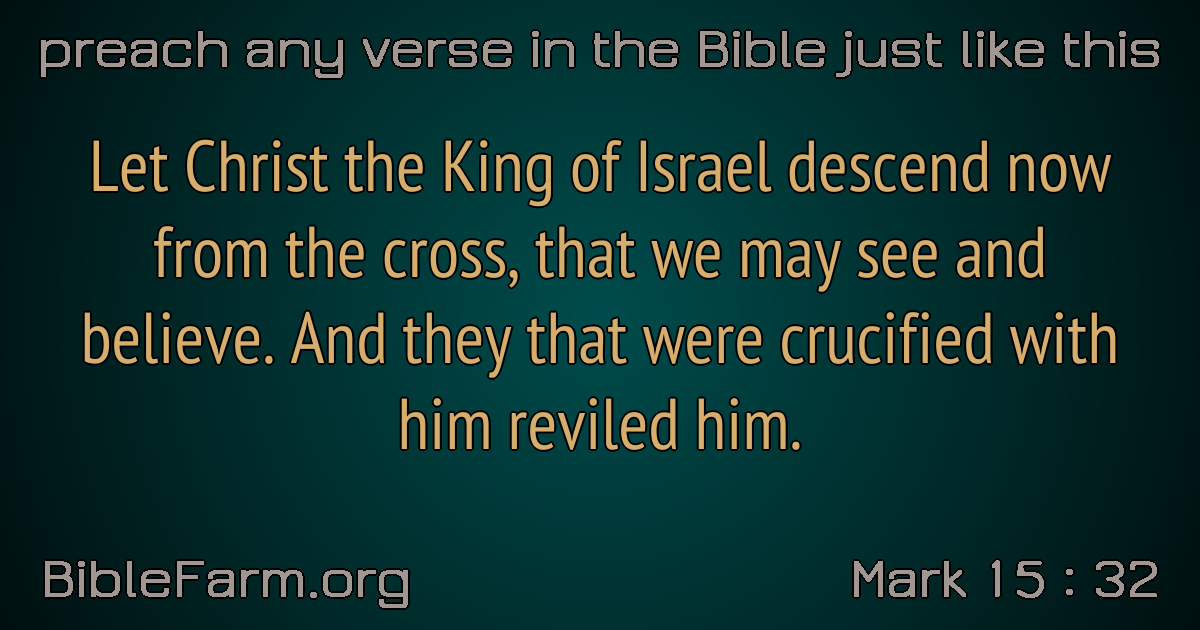 preach any verse in the Bible just like this
Let Christ the King of Israel descend now
from the cross, that we may see and
believe. And they that were crucified with
him reviled him.
BibleFarm.org
Mark 15 : 32